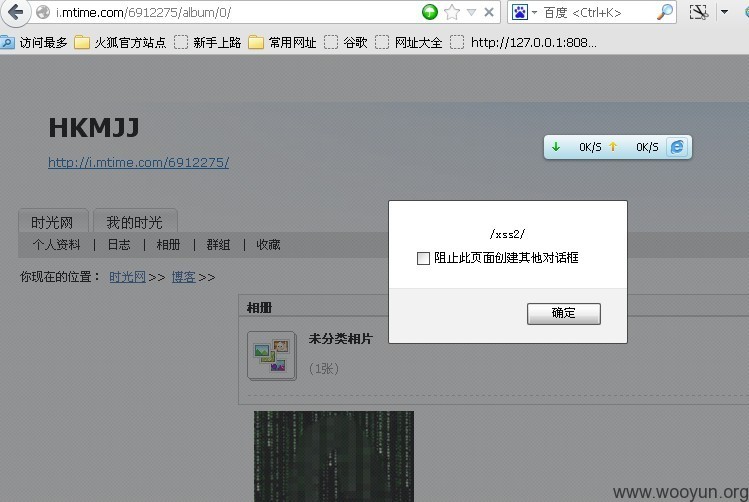 i.mtime.com/6912275/album/0/
百度 <Ctrl+K>
访问最多 火狐官方站点 新手上路 常用网址 谷歌 网址大全 http://127.0.0.1:808...
HKMJJ
http://i.mtime.com/6912275/
0K/S 0K/S
时光网 我的时光
个人资料 | 日志 | 相册 | 群组 | 收藏
你现在的位置： 时光网 >> 博客 >>
/xss2/
阻止此页面创建其他对话框
确定
相册
未分类相片
(1张)
www.wooyun.org